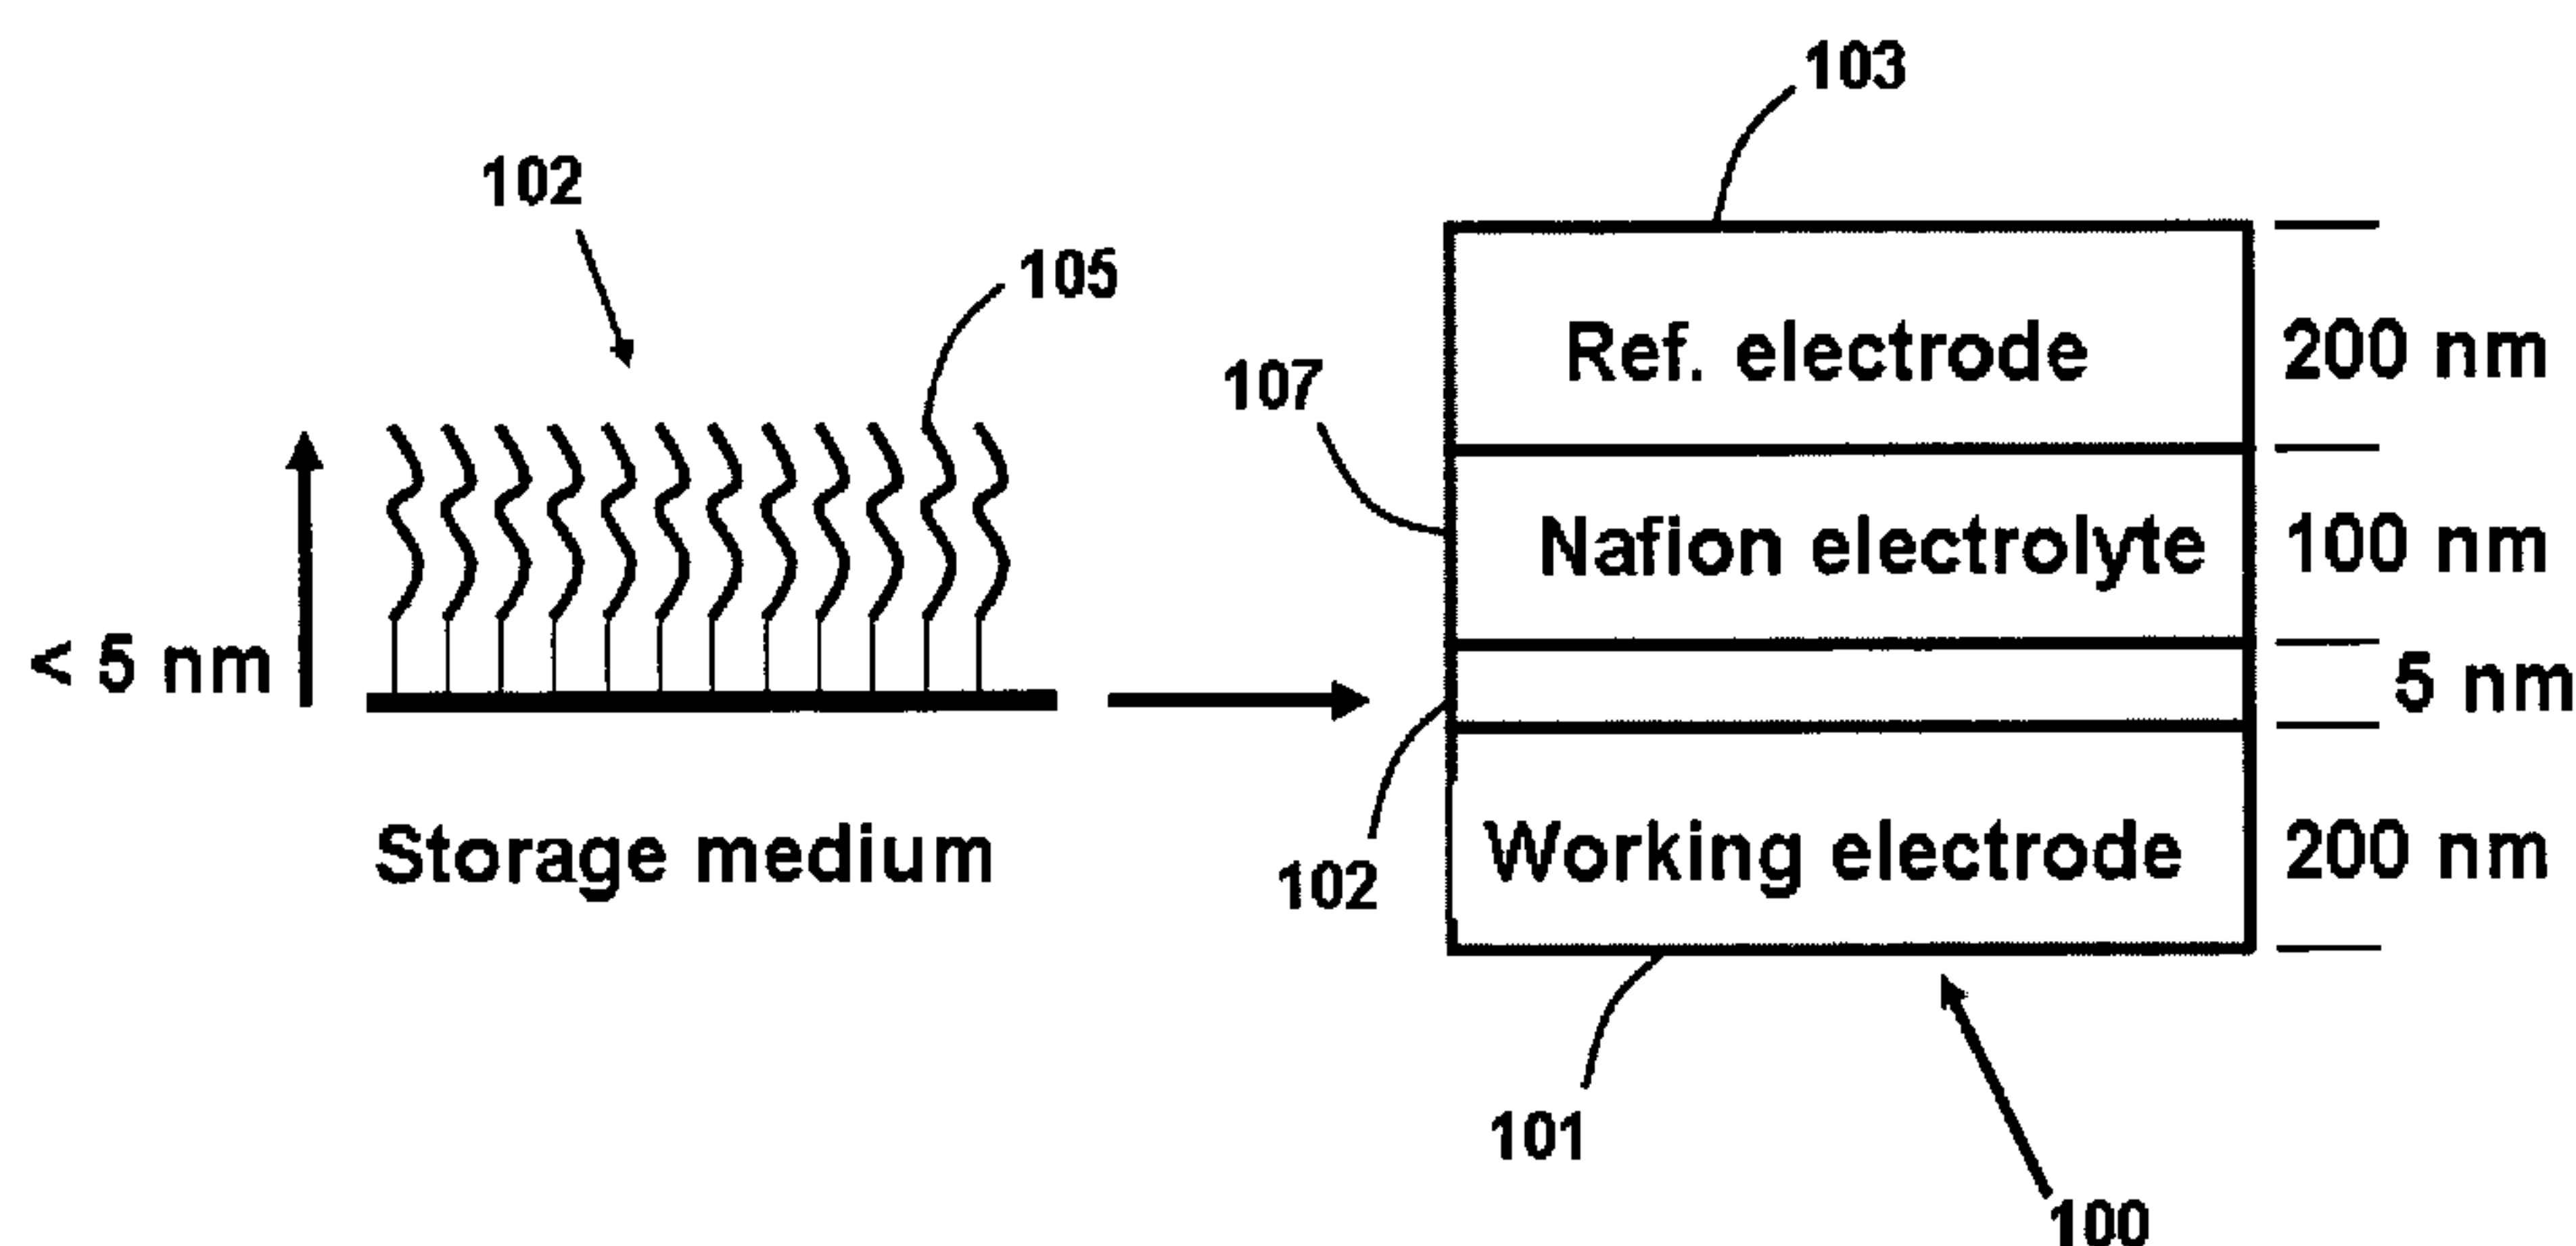 103
102
105
Ref. electrode
200 nm
107
Nafion electrolyte
100 nm
< 5 nm
5 nm
Storage medium
102
Working electrode
200 nm
101
100